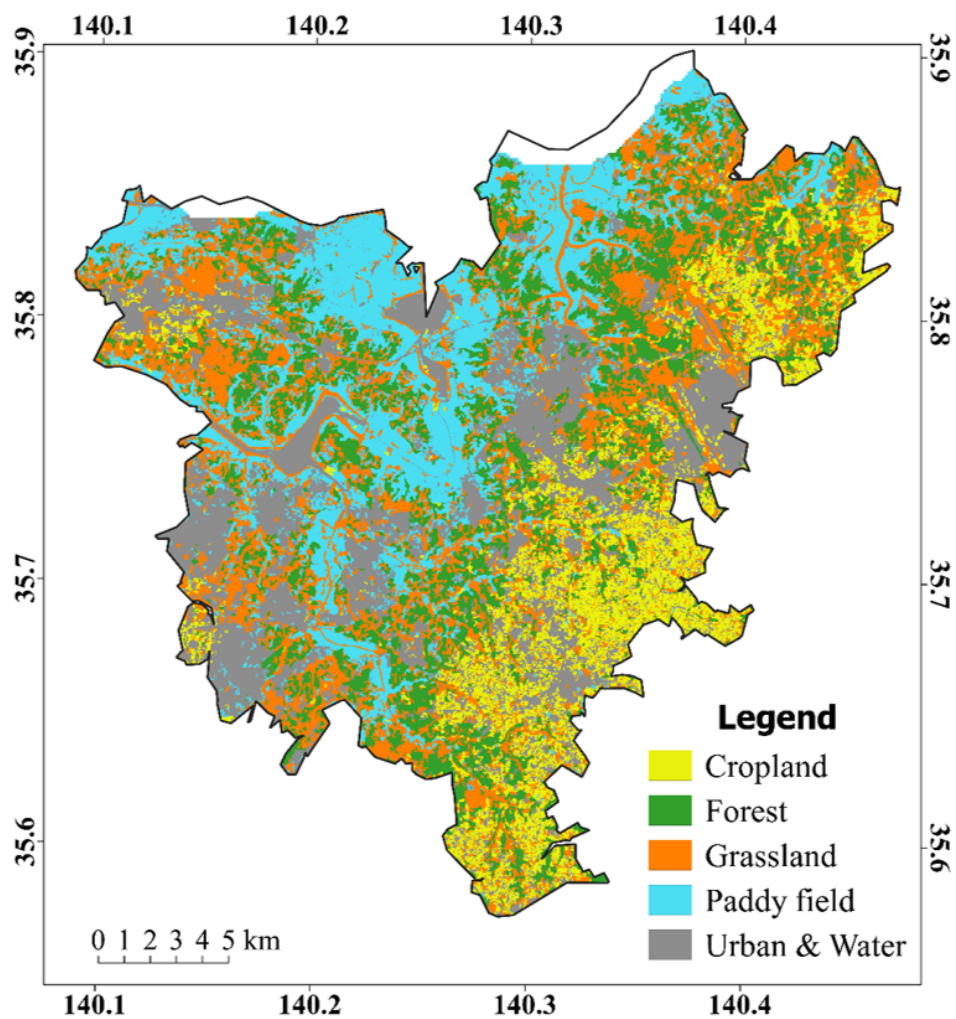 140.1 140.2 140.3 140.4
35.9 35.9
35.8 35.8
35.7 35.7
Legend
Cropland
35.6 Forest 35.6
Grassland
Paddy field
0 1 2 3 4 5 km Urban & Water
140.1 140.2 140.3 140.4